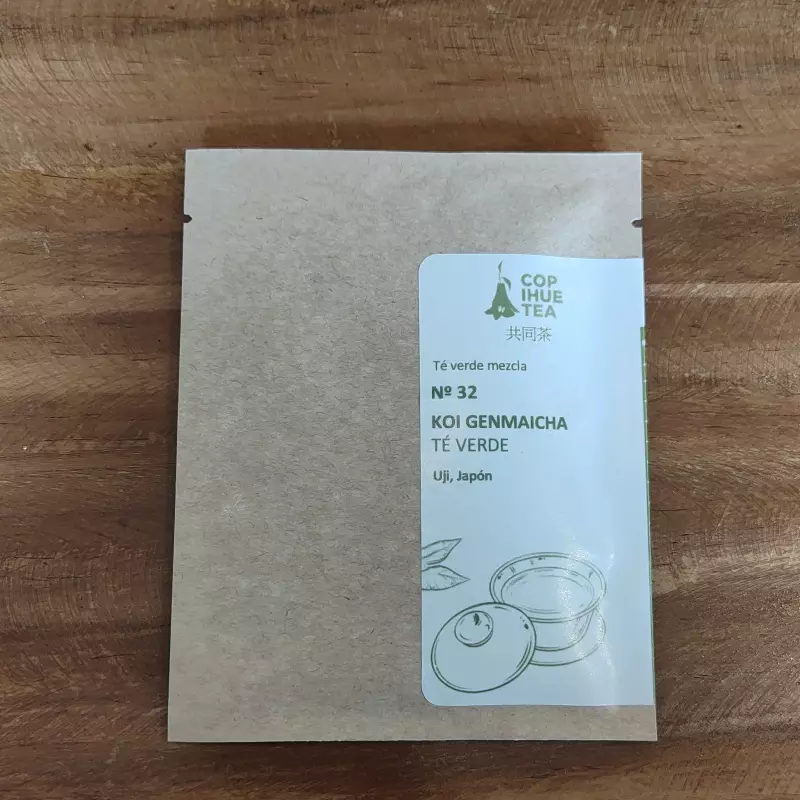 COP
IHUE
TEA
共同茶
Té verde mezcla
Nº 32
KOI GENMAICHA
TÉ VERDE
Uji, Japón